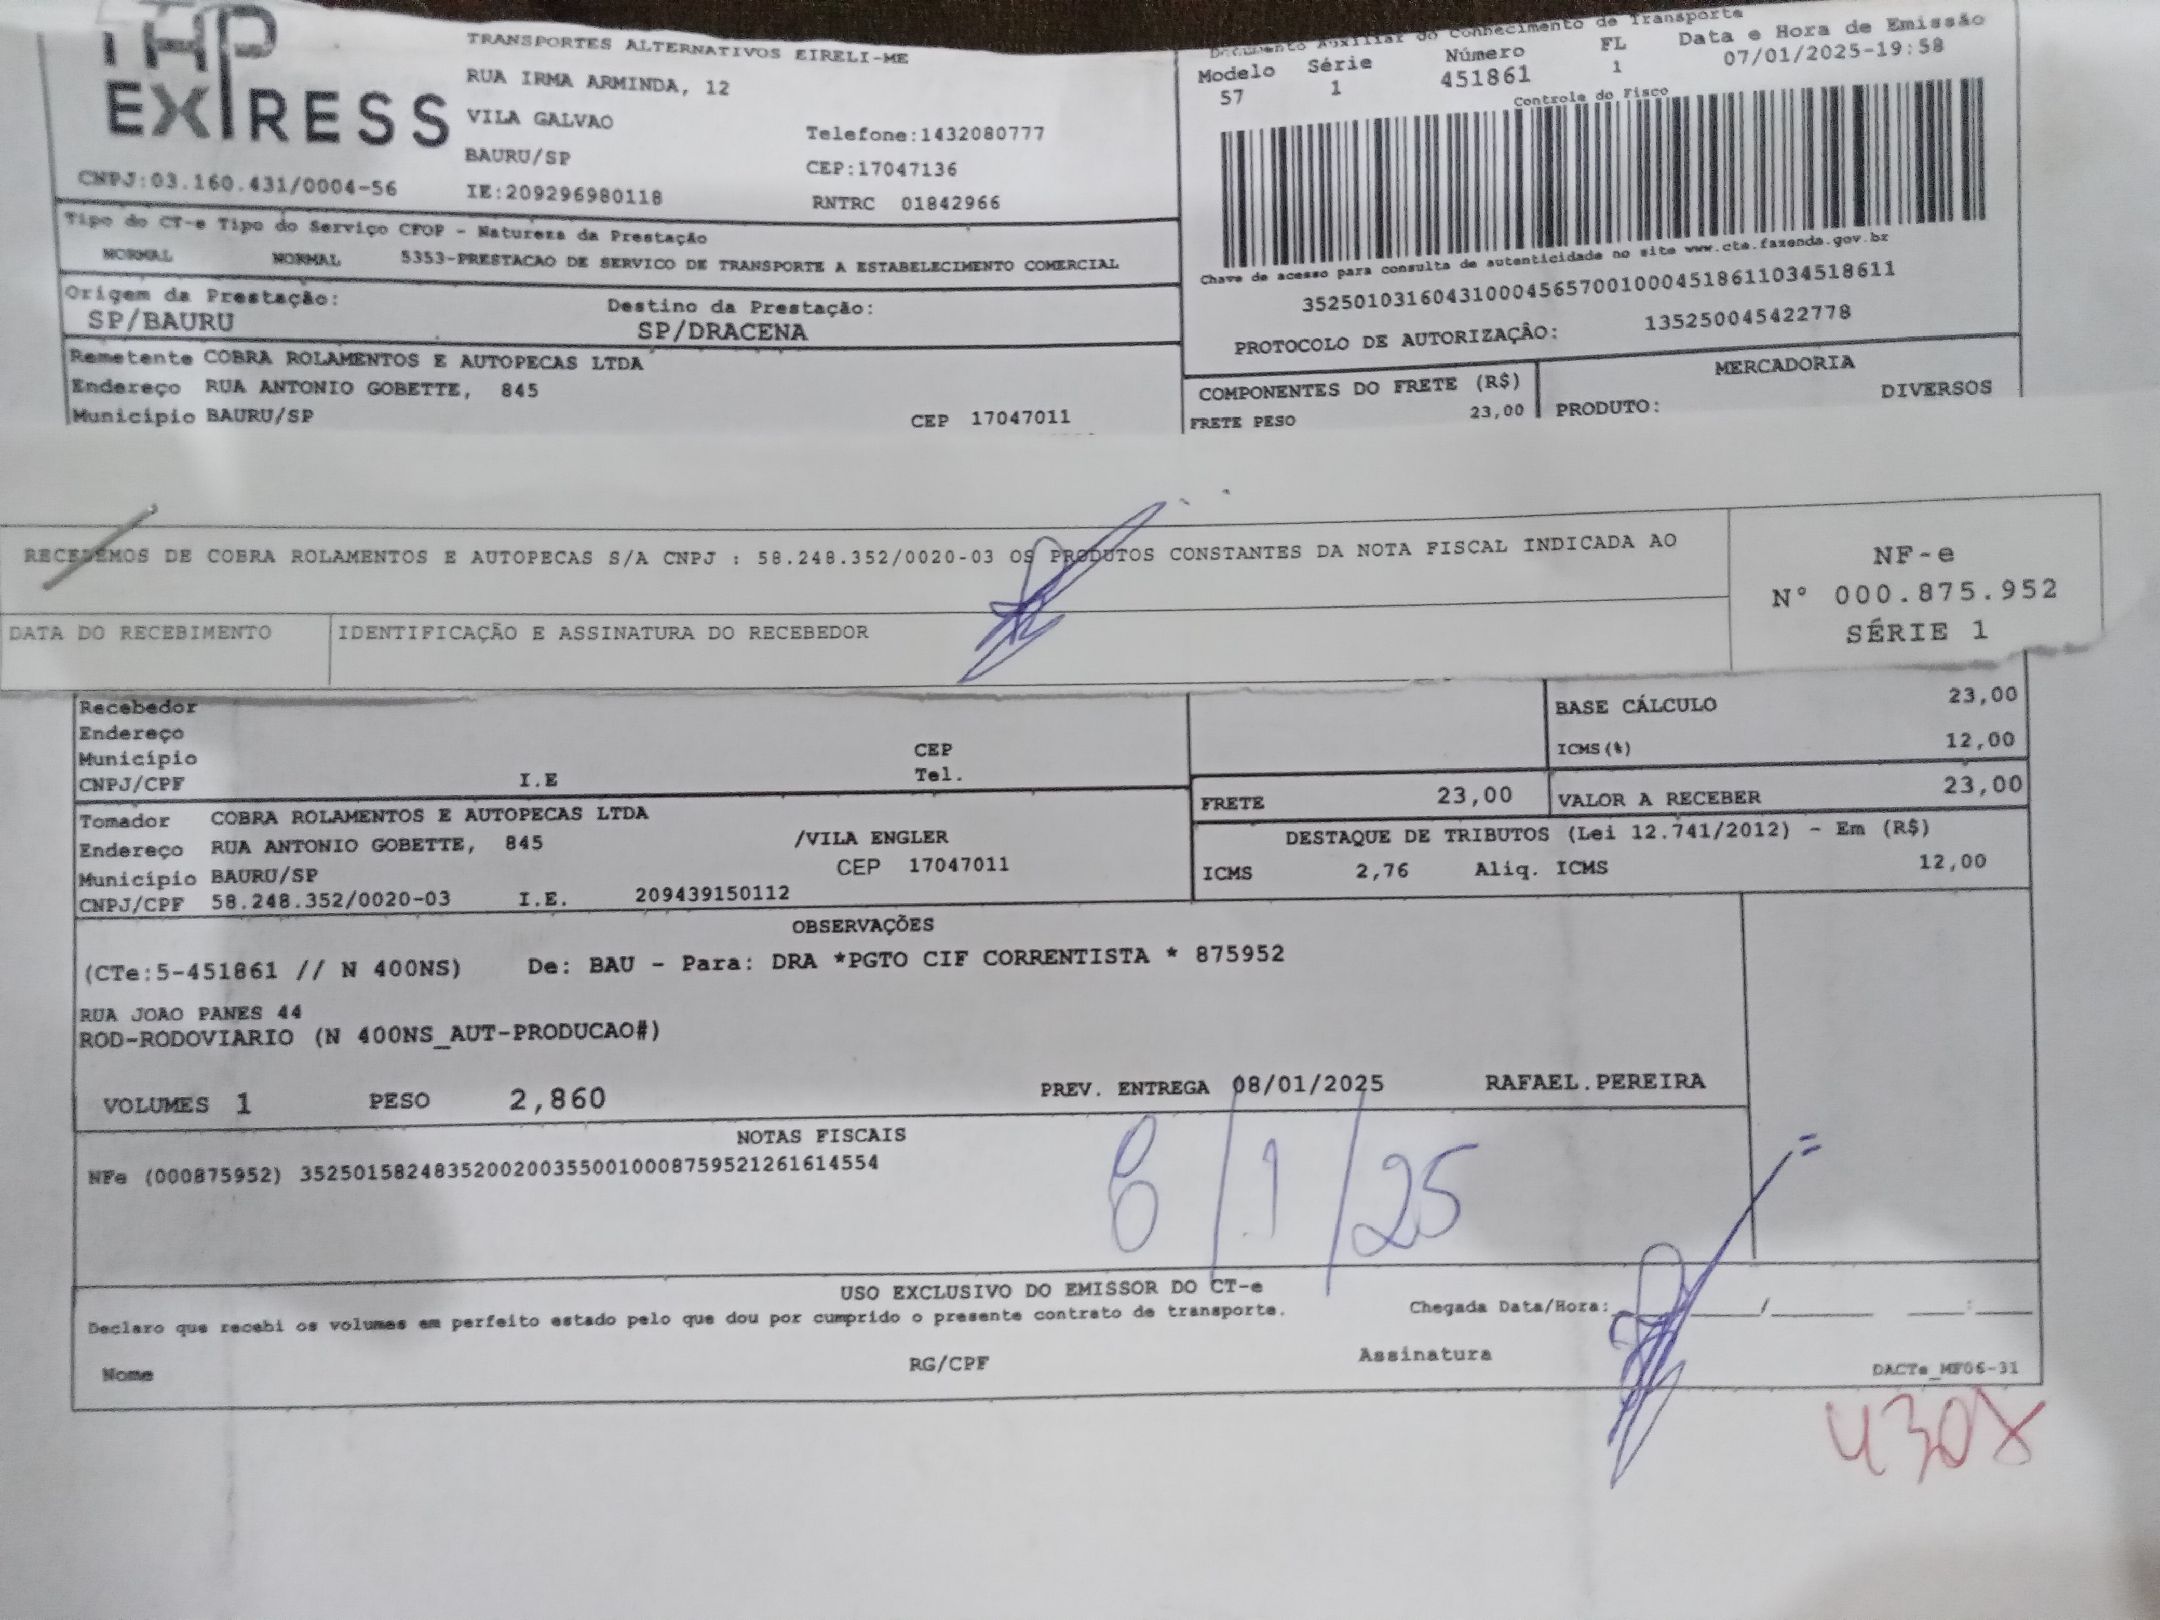 THP
EXPRESS
CNPJ:03.160.431/0004-56
TRANSPORTES ALTERNATIVOS EIRELI-ME
RUA IRMA ARMINDA, 12
VILA GALVAO
BAURU/SP
IE:209296980118
Telefone:1432080777
CEP:17047136
RNTRC 01842966
Documento Auxiliar do Conhecimento de Transporte
Modelo Série Número FL Data e Hora de Emissão
57 1 451861 1 07/01/2025-19:58
Controle do Fisco
Chave de acesso para consulta de autenticidade no site www.cte.fazenda.gov.br
35250103160431000456570010004518611034518611
PROTOCOLO DE AUTORIZAÇÃO: 135250045422778
Tipo do CT-e Tipo do Serviço CFOP - Natureza da Prestação
NORMAL NORMAL 5353-PRESTACAO DE SERVICO DE TRANSPORTE A ESTABELECIMENTO COMERCIAL
Origem da Prestação: Destino da Prestação:
SP/BAURU SP/DRACENA
Remetente COBRA ROLAMENTOS E AUTOPECAS LTDA
Endereço RUA ANTONIO GOBETTE, 845
Município BAURU/SP CEP 17047011
COMPONENTES DO FRETE (R$)
FRETE PESO 23,00
MERCADORIA
PRODUTO: DIVERSOS
RECEBEMOS DE COBRA ROLAMENTOS E AUTOPECAS S/A CNPJ : 58.248.352/0020-03 OS PRODUTOS CONSTANTES DA NOTA FISCAL INDICADA AO
DATA DO RECEBIMENTO
IDENTIFICAÇÃO E ASSINATURA DO RECEBEDOR
NF-e
N° 000.875.952
SÉRIE 1
Recebedor
Endereço
Município CEP
CNPJ/CPF I.E Tel.
BASE CÁLCULO 23,00
ICMS(%) 12,00
FRETE 23,00 VALOR A RECEBER 23,00
Tomador COBRA ROLAMENTOS E AUTOPECAS LTDA
Endereço RUA ANTONIO GOBETTE, 845 /VILA ENGLER
Município BAURU/SP CEP 17047011
CNPJ/CPF 58.248.352/0020-03 I.E. 209439150112
DESTAQUE DE TRIBUTOS (Lei 12.741/2012) - Em (R$)
ICMS 2,76 Aliq. ICMS 12,00
OBSERVAÇÕES
(CTe:5-451861 // N 400NS) De: BAU - Para: DRA *PGTO CIF CORRENTISTA * 875952
RUA JOAO PANES 44
ROD-RODOVIARIO (N 400NS_AUT-PRODUCAO#)
VOLUMES 1 PESO 2,860 PREV. ENTREGA 08/01/2025 RAFAEL.PEREIRA
NOTAS FISCAIS
NFe (000875952) 35250158248352002003550010008759521261614554
8/1/25
USO EXCLUSIVO DO EMISSOR DO CT-e
Declaro que recebi os volumes em perfeito estado pelo que dou por cumprido o presente contrato de transporte.
Chegada Data/Hora: / :
Nome RG/CPF Assinatura
DACTe_MF06-31
4308